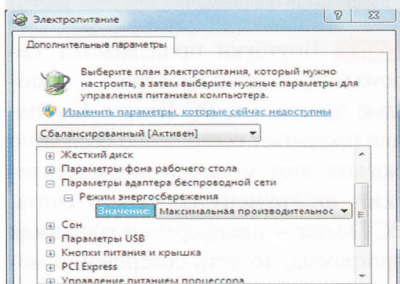 Электропитание
Дополнительные параметры
Выберите план электропитания, который нужно
настроить, а затем выберите нужные параметры для
управления питанием компьютера.
Изменить параметры, которые сейчас недоступны
Сбалансированный [Активен]
Жесткий диск
Параметры фона рабочего стола
Параметры адаптера беспроводной сети
Режим энергосбережения
Значение: Максимальная производительнос
Сон
Параметры USB
Кнопки питания и крышка
PCI Express
Управление питанием процессора